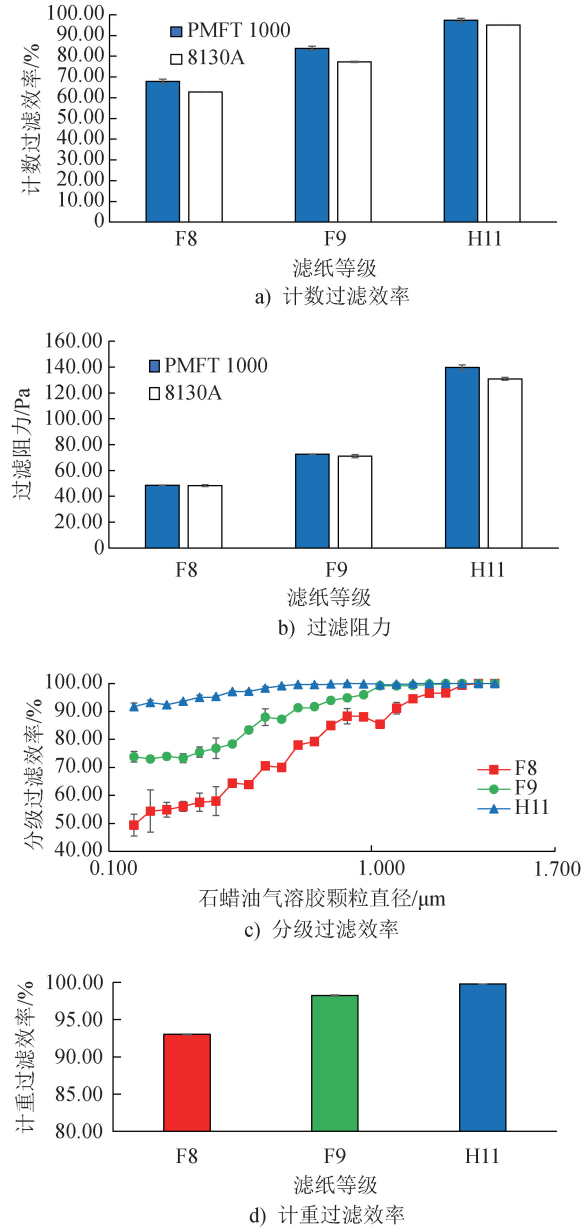 计数过滤效率/%
100.00
90.00
80.00
70.00
60.00
50.00
40.00
30.00
20.00
10.00
0
PMFT 1000
8130A
F8
F9
H11
滤纸等级
a) 计数过滤效率
过滤阻力/Pa
160.00
140.00
120.00
100.00
80.00
60.00
40.00
20.00
0
PMFT 1000
8130A
F8
F9
H11
滤纸等级
b) 过滤阻力
分级过滤效率/%
100.00
90.00
80.00
70.00
60.00
50.00
40.00
F8
F9
H11
0.100
1.000
1.700
石蜡油气溶胶颗粒直径/μm
c) 分级过滤效率
计重过滤效率/%
100.00
95.00
90.00
85.00
80.00
F8
F9
H11
滤纸等级
d) 计重过滤效率